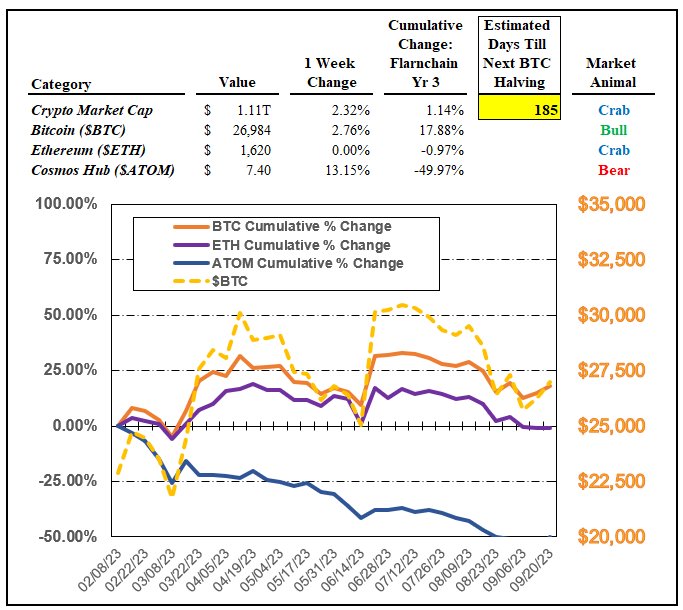 Cumulative Estimated
Change: Days Till
1 Week Flarnchain Next BTC Market
Category Value Change Yr 3 Halving Animal
Crypto Market Cap $ 1.11T 2.32% 1.14% 185 Crab
Bitcoin ($BTC) $ 26,984 2.76% 17.88% Bull
Ethereum ($ETH) $ 1,620 0.00% -0.97% Crab
Cosmos Hub ($ATOM) $ 7.40 13.15% -49.97% Bear
100.00% $35,000
BTC Cumulative % Change
ETH Cumulative % Change
75.00% $32,500
ATOM Cumulative % Change
$BTC
50.00% $30,000
25.00% $27,500
0.00% $25,000
-25.00% $22,500
-50.00% $20,000
02/08/23 02/22/23 03/08/23 03/22/23 04/05/23 04/19/23 05/04/23 05/17/23 05/31/23 06/14/23 06/28/23 07/12/23 07/26/23 08/09/23 08/23/23 09/06/23 09/20/23